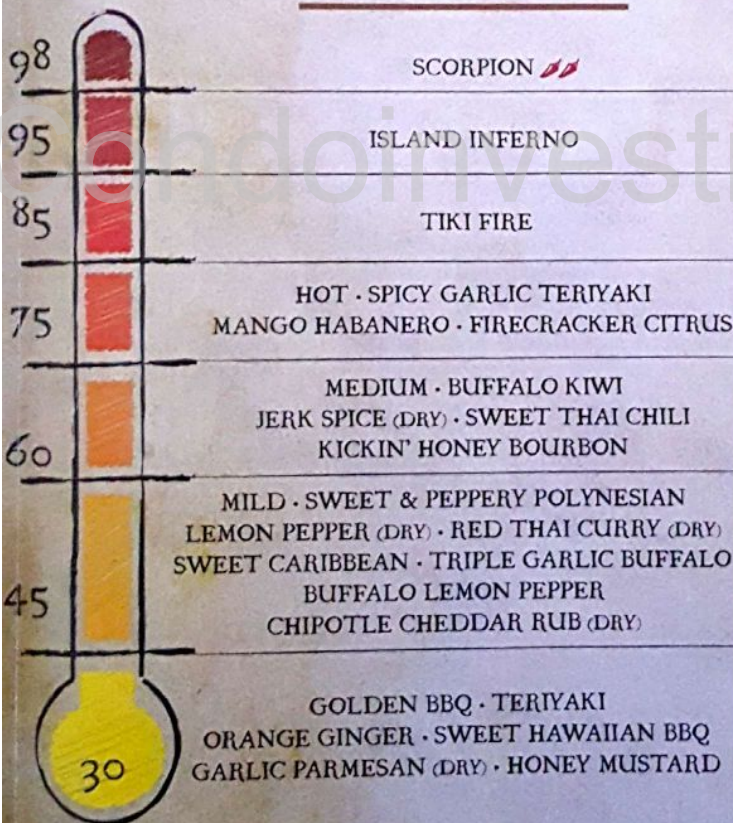 98
SCORPION
95
ISLAND INFERNO
85
TIKI FIRE
75
HOT · SPICY GARLIC TERIYAKI
MANGO HABANERO · FIRECRACKER CITRUS
60
MEDIUM · BUFFALO KIWI
JERK SPICE (DRY) · SWEET THAI CHILI
KICKIN' HONEY BOURBON
45
MILD · SWEET & PEPPERY POLYNESIAN
LEMON PEPPER (DRY) · RED THAI CURRY (DRY)
SWEET CARIBBEAN · TRIPLE GARLIC BUFFALO
BUFFALO LEMON PEPPER
CHIPOTLE CHEDDAR RUB (DRY)
30
GOLDEN BBQ · TERIYAKI
ORANGE GINGER · SWEET HAWAIIAN BBQ
GARLIC PARMESAN (DRY) · HONEY MUSTARD